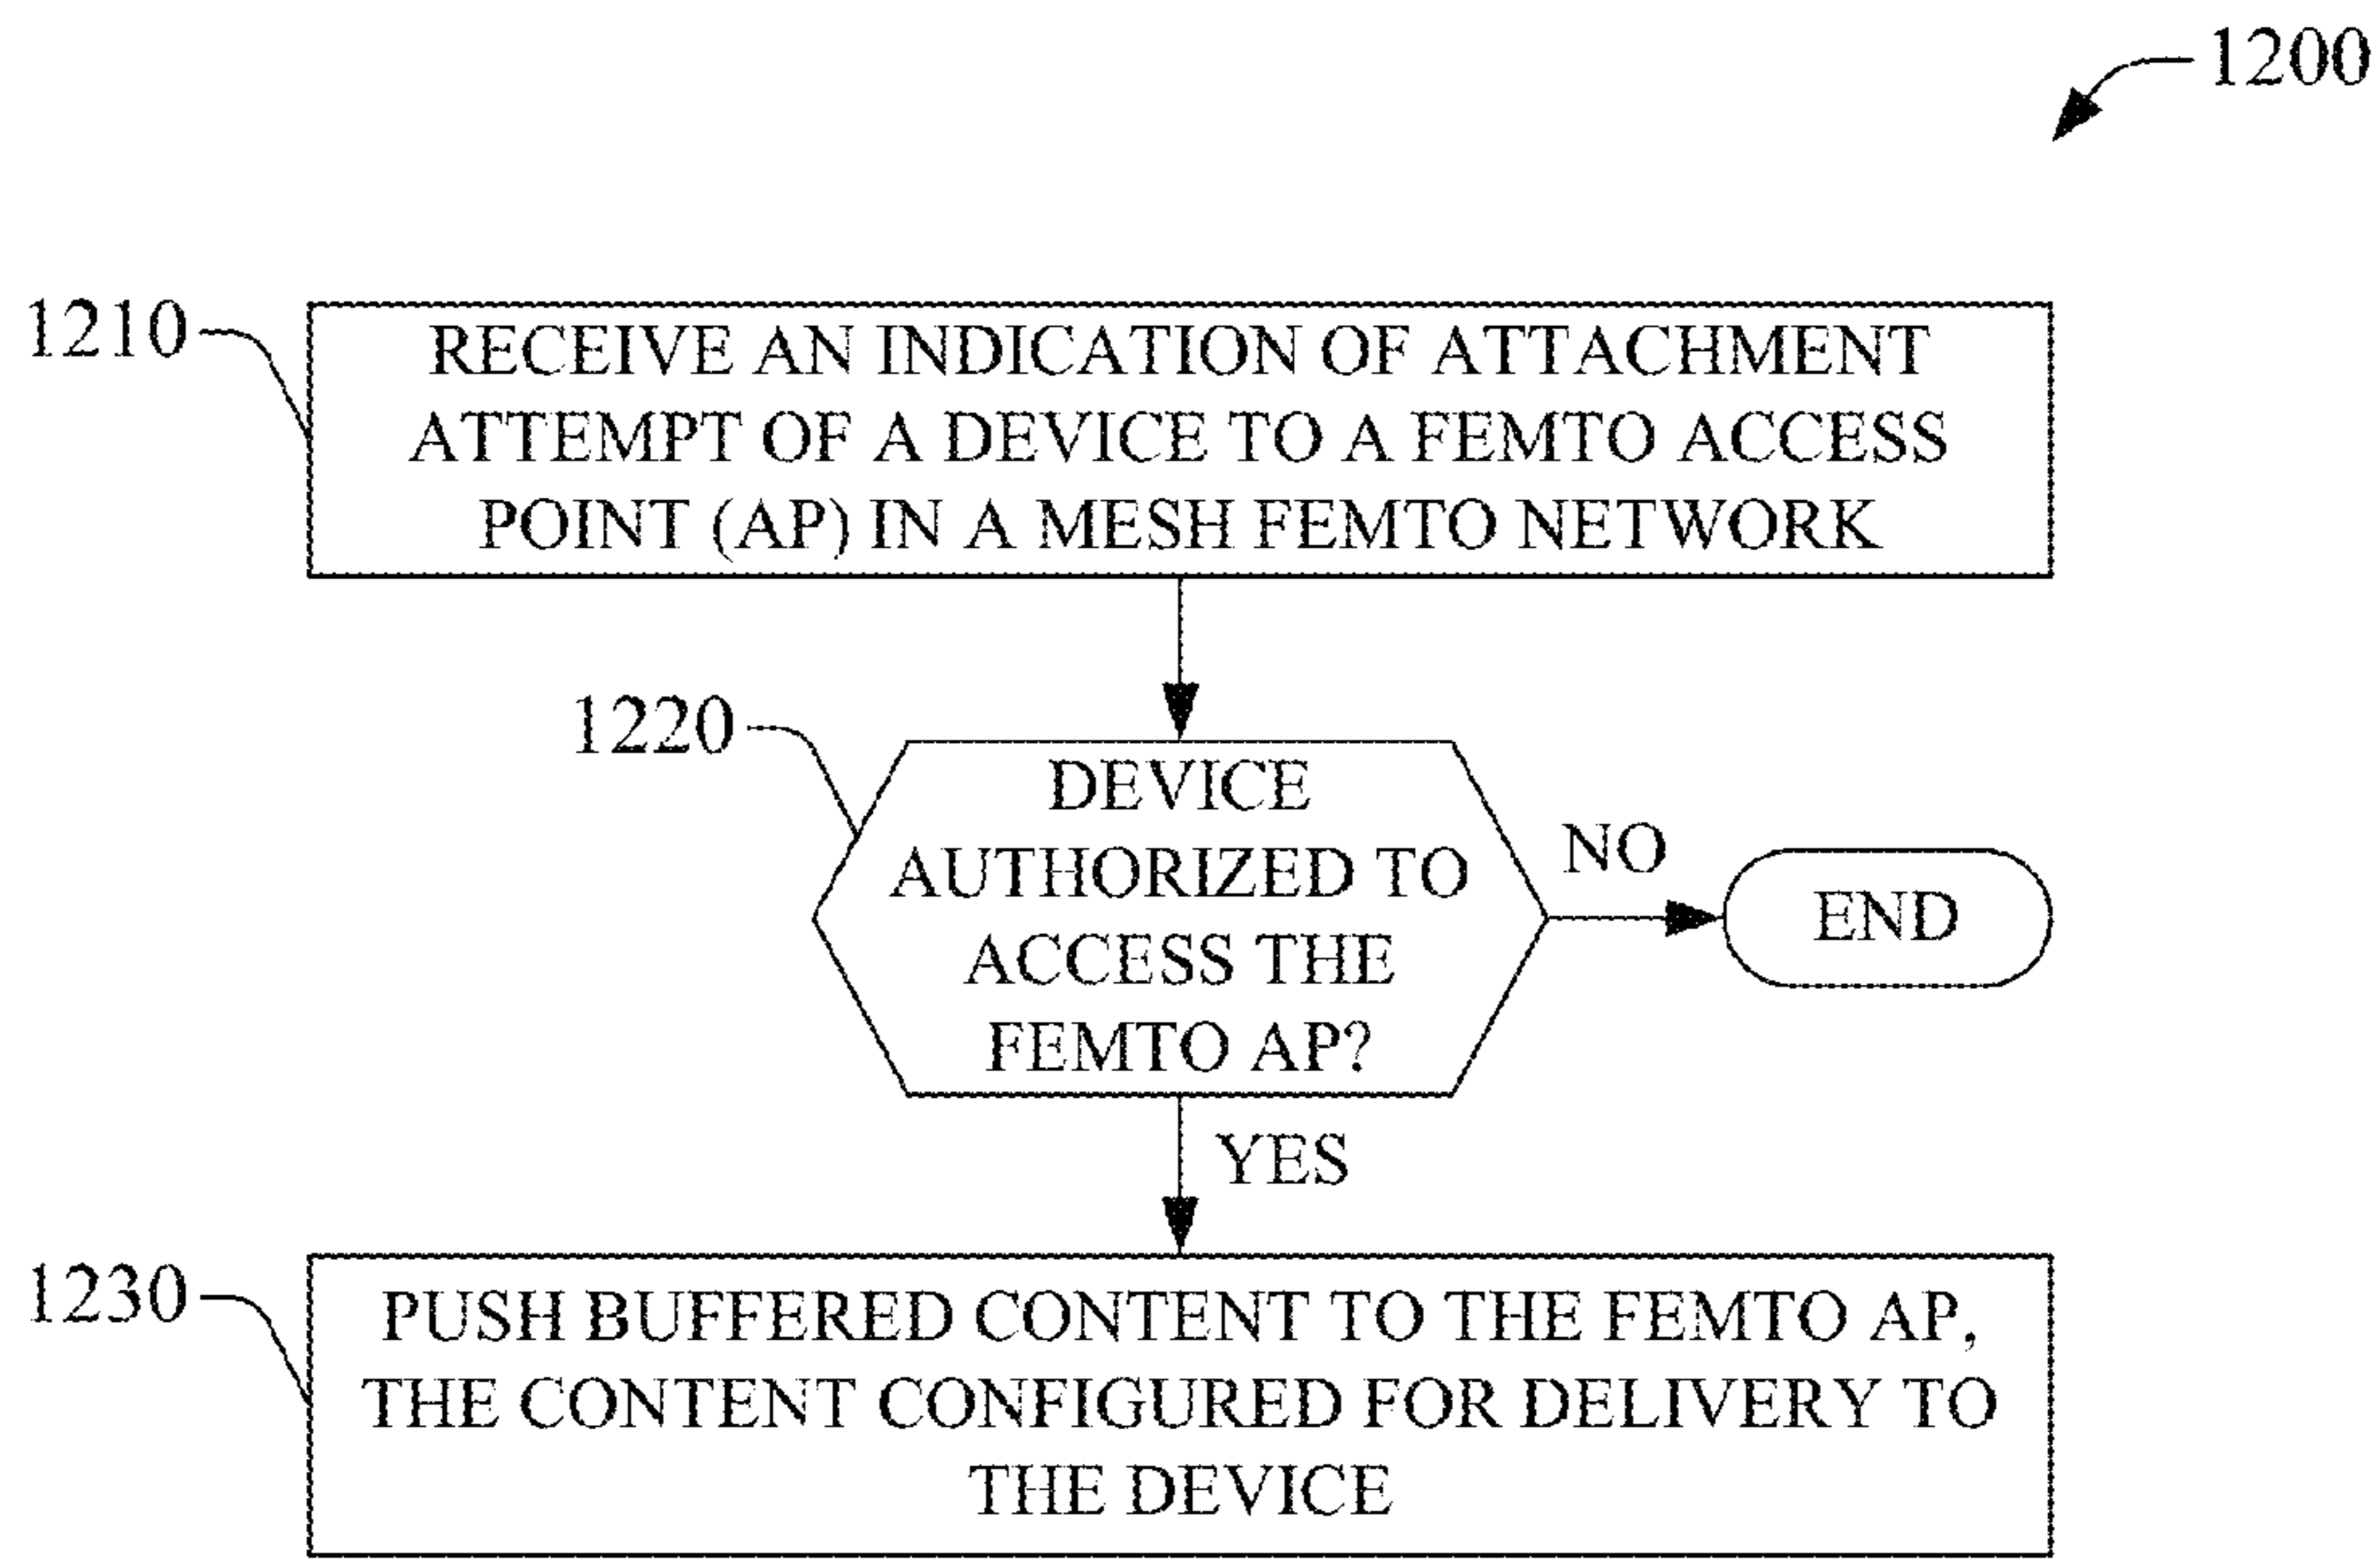 1200
1210
RECEIVE AN INDICATION OF ATTACHMENT
ATTEMPT OF A DEVICE TO A FEMTO ACCESS
POINT (AP) IN A MESH FEMTO NETWORK
1220
DEVICE
AUTHORIZED TO
ACCESS THE
FEMTO AP?
NO
END
YES
1230
PUSH BUFFERED CONTENT TO THE FEMTO AP,
THE CONTENT CONFIGURED FOR DELIVERY TO
THE DEVICE